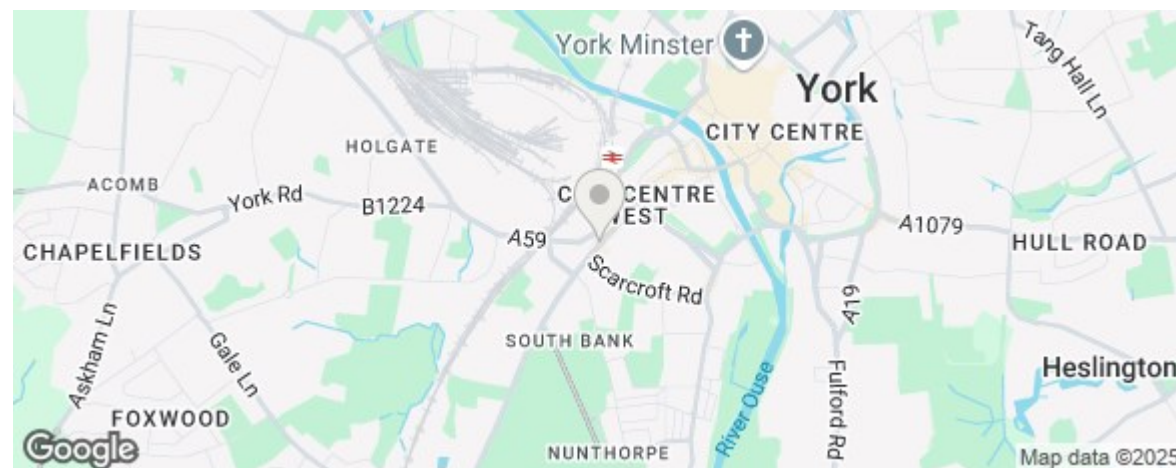 York Minster
York
Tang Hall Ln
CITY CENTRE
HOLGATE
ACOMB
York Rd
B1224
CENTRE
WEST
A59
A1079
CHAPELFIELDS
HULL ROAD
Scarcroft Rd
A19
Askham Ln
Gale Ln
SOUTH BANK
River Ouse
Fulford Rd
Heslington
FOXWOOD
NUNTHORPE
Google
Map data ©2025